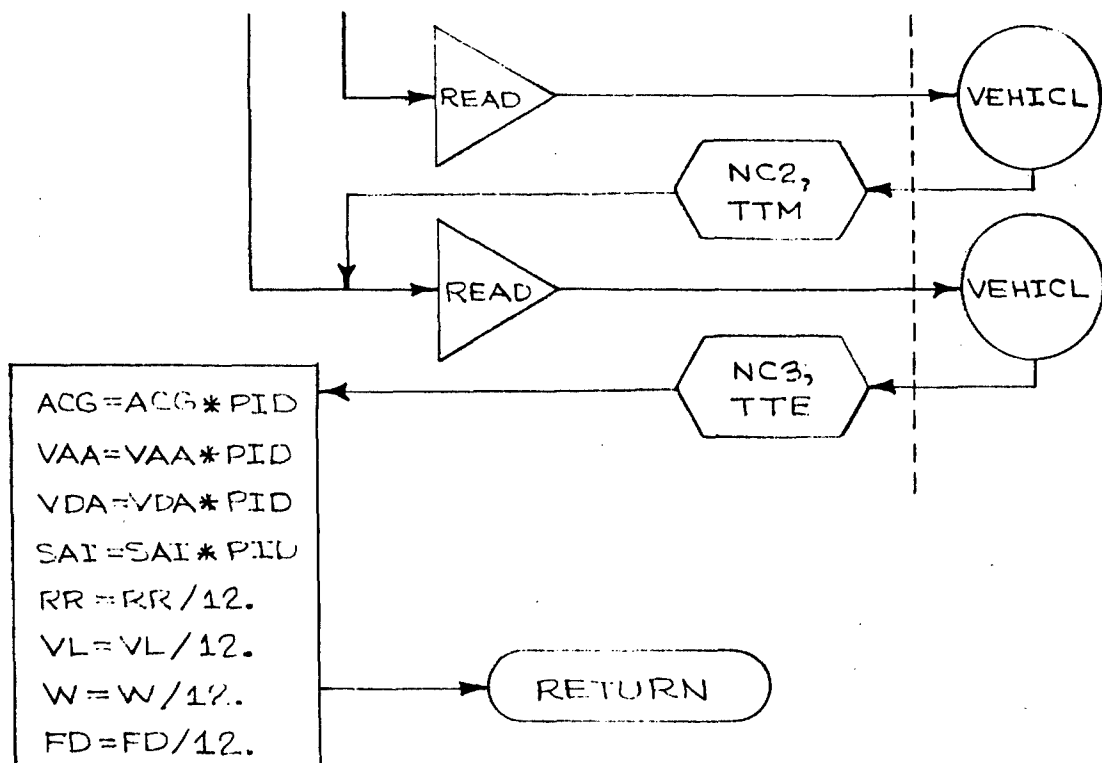 READ
VEHICL
NC2,
TTM
READ
VEHICL
NC3,
TTE
ACG=ACG*PID
VAA=VAA*PID
VDA=VDA*PID
SAI=SAI*PID
RR=RR/12.
VL=VL/12.
W=W/12.
FD=FD/12.
RETURN